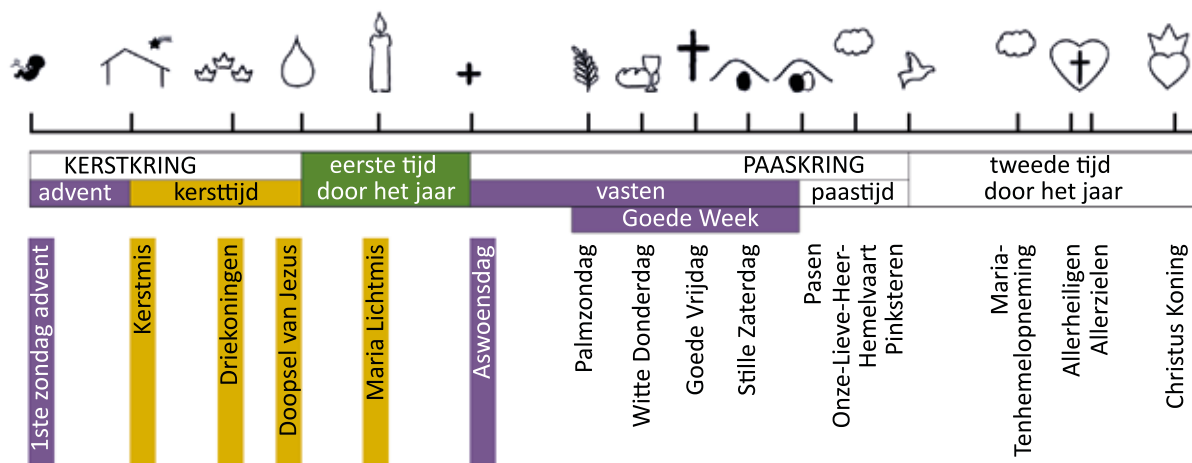 KERSTKRING
eerste tijd
door het jaar
PAASKRING
tweede tijd
door het jaar
advent
kersttijd
vasten
paastijd
Goede Week
1ste zondag advent
Kerstmis
Driekoningen
Doopsel van Jezus
Maria Lichtmis
Aswoensdag
Palmzondag
Witte Donderdag
Goede Vrijdag
Stille Zaterdag
Pasen
Onze-Lieve-Heer-
Hemelvaart
Pinksteren
Maria-
Tenhemelopneming
Allerheiligen
Allerzielen
Christus Koning